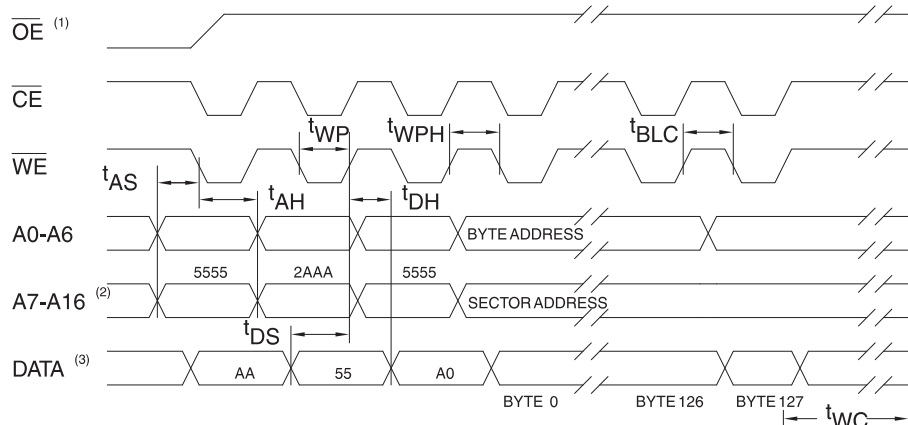 OE (1)
CE
tWP tWPH tBLC
WE
tAS
tAH tDH
A0-A6 BYTE ADDRESS
5555 2AAA 5555
A7-A16 (2) SECTOR ADDRESS
tDS
DATA (3) AA 55 A0
BYTE 0 BYTE 126 BYTE 127
tWC